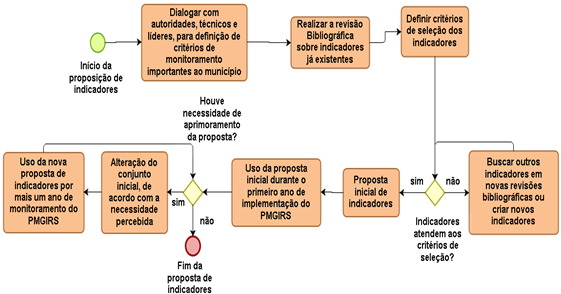 Início da
proposição de
indicadores
Dialogar com
autoridades, técnicos e
líderes, para definição de
critérios de
monitoramento
importantes ao município
Realizar a revisão
Bibliográfica
sobre indicadores
já existentes
Definir critérios
de seleção dos
indicadores
Indicadores
atendem aos
critérios de
seleção?
não
Buscar outros
indicadores em
novas revisões
bibliográficas ou
criar novos
indicadores
sim
Proposta
inicial de
indicadores
Uso da proposta
inicial durante o
primeiro ano de
implementação do
PMGIRS
Houve
necessidade de
aprimoramento
da proposta?
sim
Alteração do
conjunto
inicial, de
acordo com a
necessidade
percebida
Uso da nova
proposta de
indicadores por
mais um ano de
monitoramento do
PMGIRS
não
Fim da
proposta de
indicadores